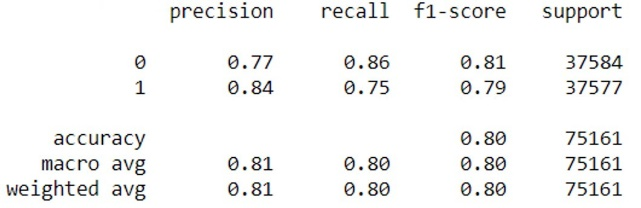 precision recall f1-score support
0 0.77 0.86 0.81 37584
1 0.84 0.75 0.79 37577
accuracy 0.80 75161
macro avg 0.81 0.80 0.80 75161
weighted avg 0.81 0.80 0.80 75161